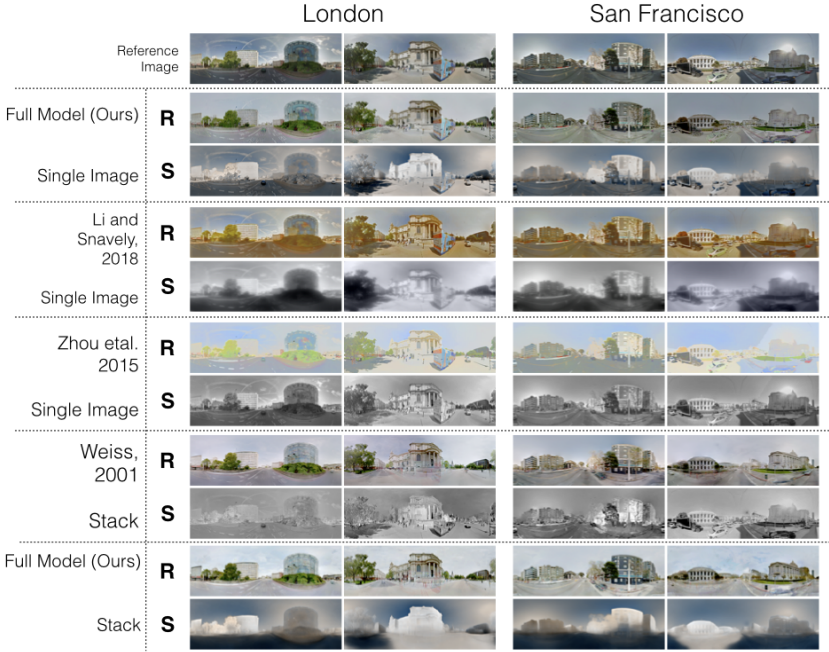 London
San Francisco
Reference
Image
Full Model (Ours)
R
Single Image
S
Li and
Snavely,
2018
R
Single Image
S
Zhou etal.
2015
R
Single Image
S
Weiss,
2001
R
Stack
S
Full Model (Ours)
R
Stack
S